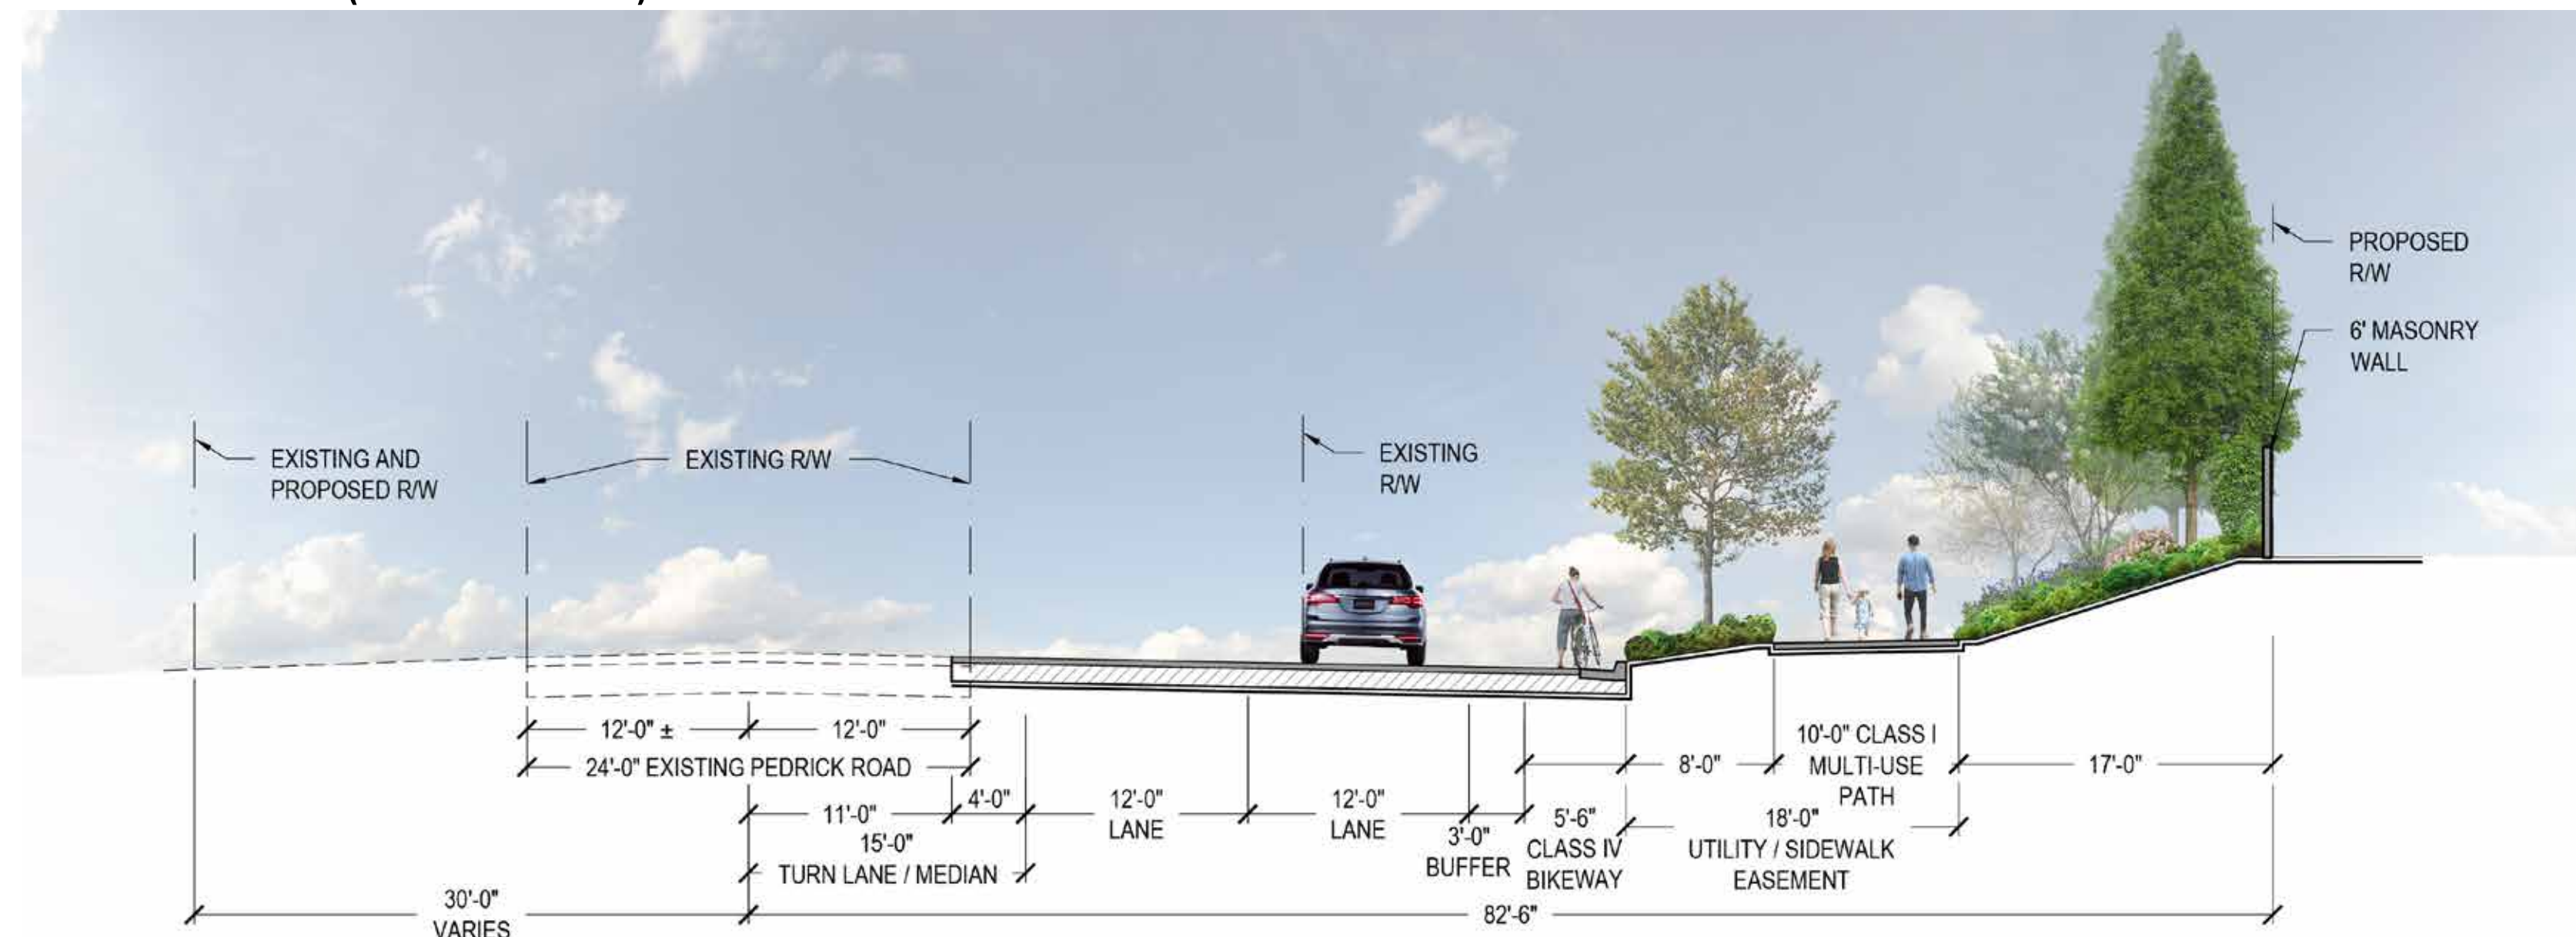 PROPOSED
R/W
6' MASONRY
WALL
EXISTING AND
PROPOSED R/W
EXISTING R/W
EXISTING
R/W
12'-0" ±
12'-0"
24'-0" EXISTING PEDRICK ROAD
11'-0"
4'-0"
15'-0"
TURN LANE / MEDIAN
12'-0"
LANE
12'-0"
LANE
3'-0"
BUFFER
5'-6"
CLASS IV
BIKEWAY
8'-0"
10'-0" CLASS I
MULTI-USE
PATH
17'-0"
18'-0"
UTILITY / SIDEWALK
EASEMENT
30'-0"
VARIES
82'-6"